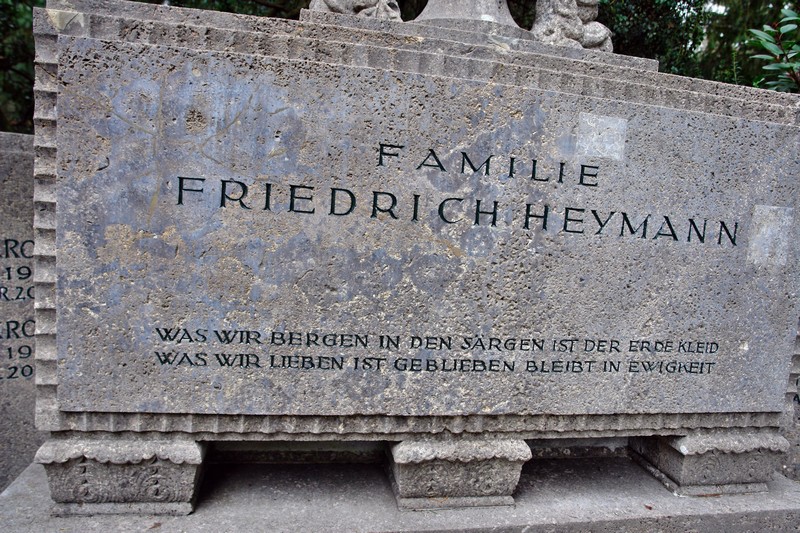 FAMILIE
FRIEDRICH HEYMANN
WAS WIR BERGEN IN DEN SÄRGEN IST DER ERDE KLEID
WAS WIR LIEBEN IST GEBLIEBEN BLEIBT IN EWIGKEIT